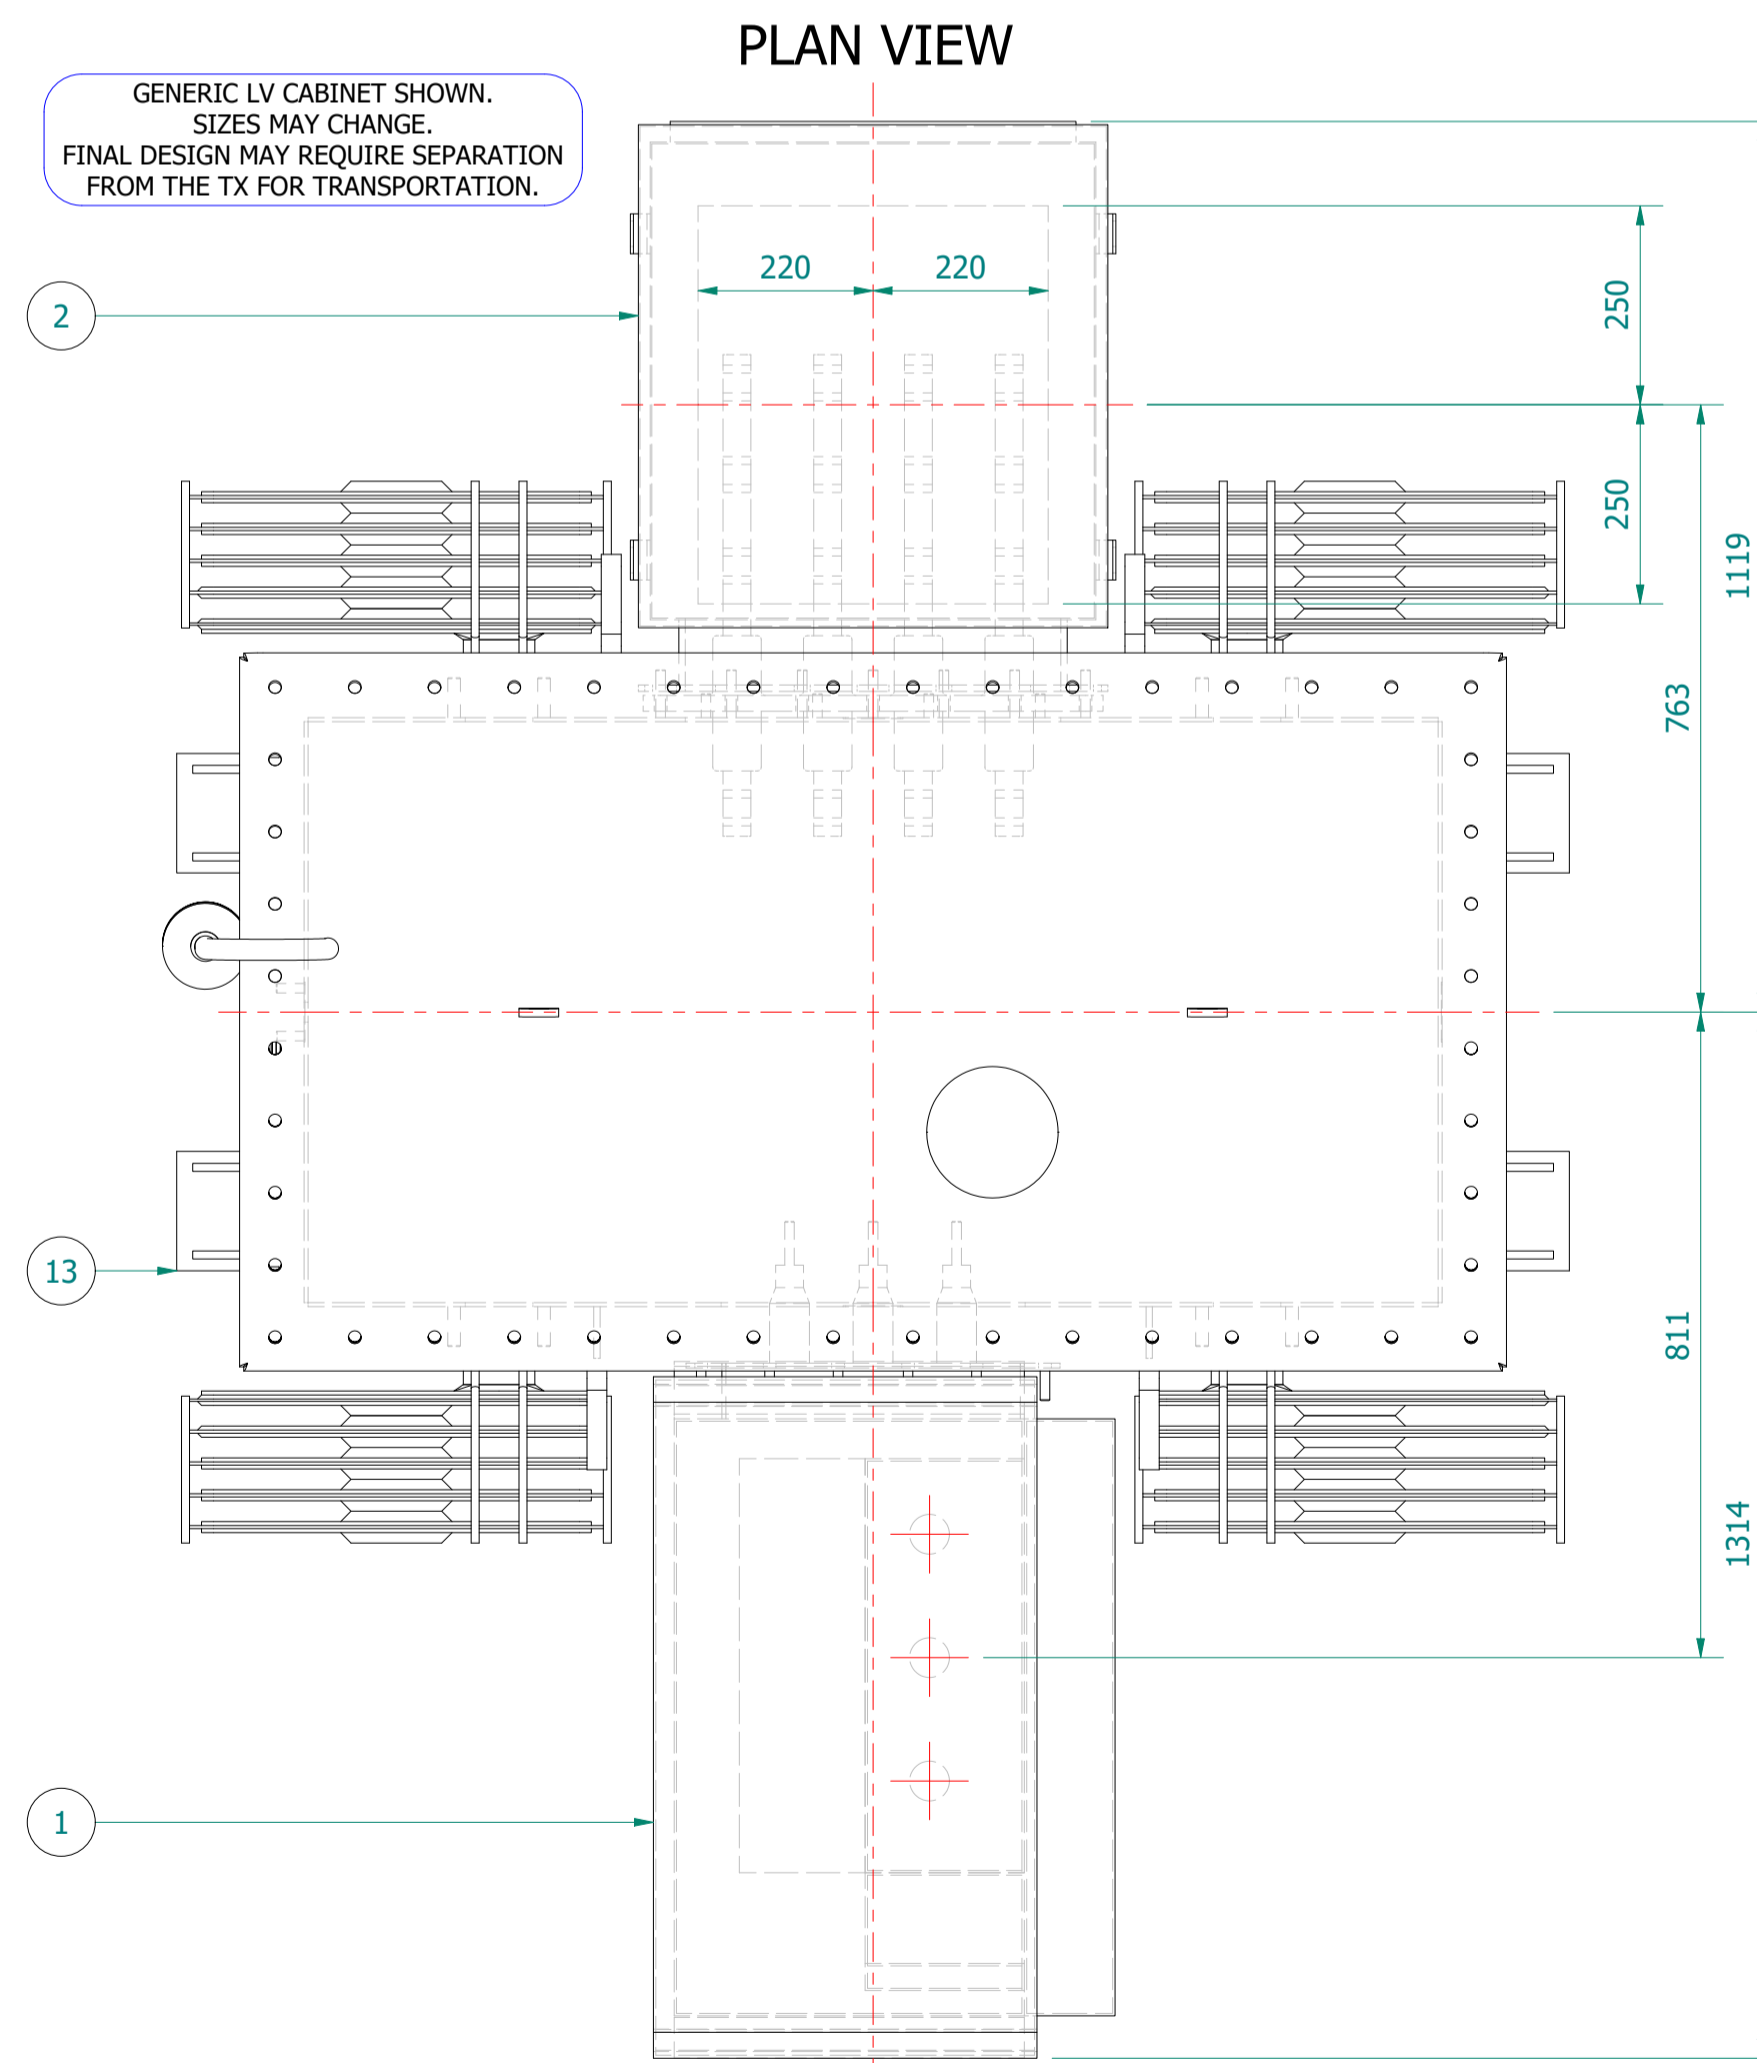 PLAN VIEW
GENERIC LV CABINET SHOWN.
SIZES MAY CHANGE.
FINAL DESIGN MAY REQUIRE SEPARATION
FROM THE TX FOR TRANSPORTATION.
220
220
250
2
250
1119
763
13
811
1314
1